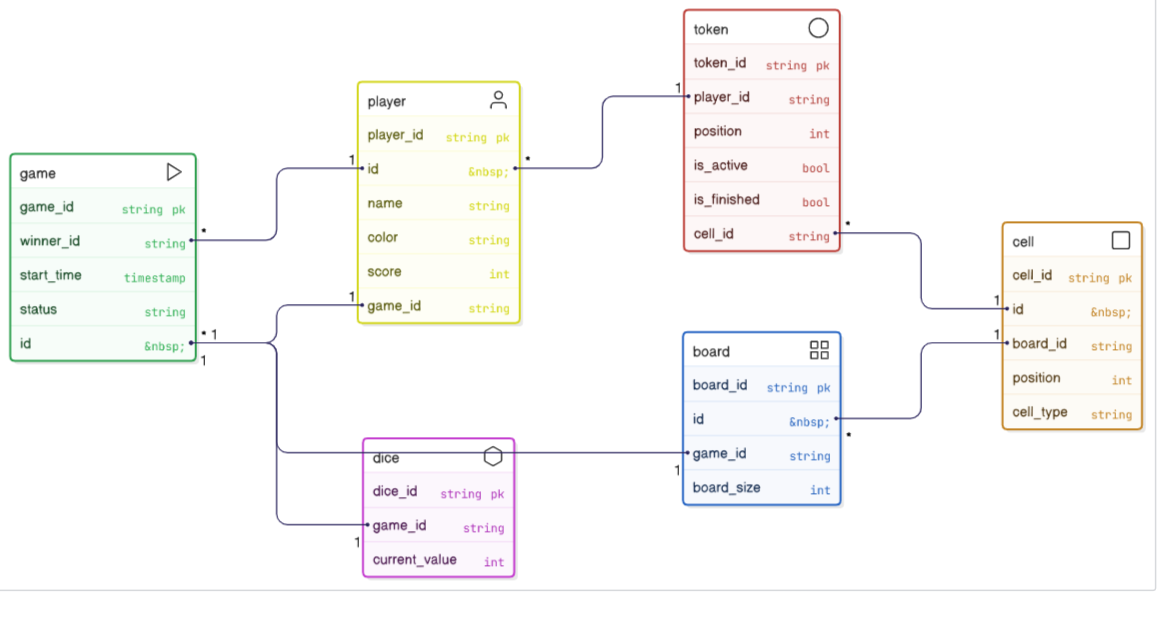 game
game_id string pk
winner_id string
start_time timestamp
status string
id &nbsp;
*
* 1
1
player
player_id string pk
1 id &nbsp; *
name string
color string
score int
1 game_id string
dice
dice_id string pk
game_id string
1
current_value int
token
token_id string pk
1 player_id string
position int
is_active bool
is_finished bool
cell_id string *
board
board_id string pk
id &nbsp; *
game_id string
1
board_size int
cell
cell_id string pk
1 id &nbsp;
1 board_id string
position int
cell_type string